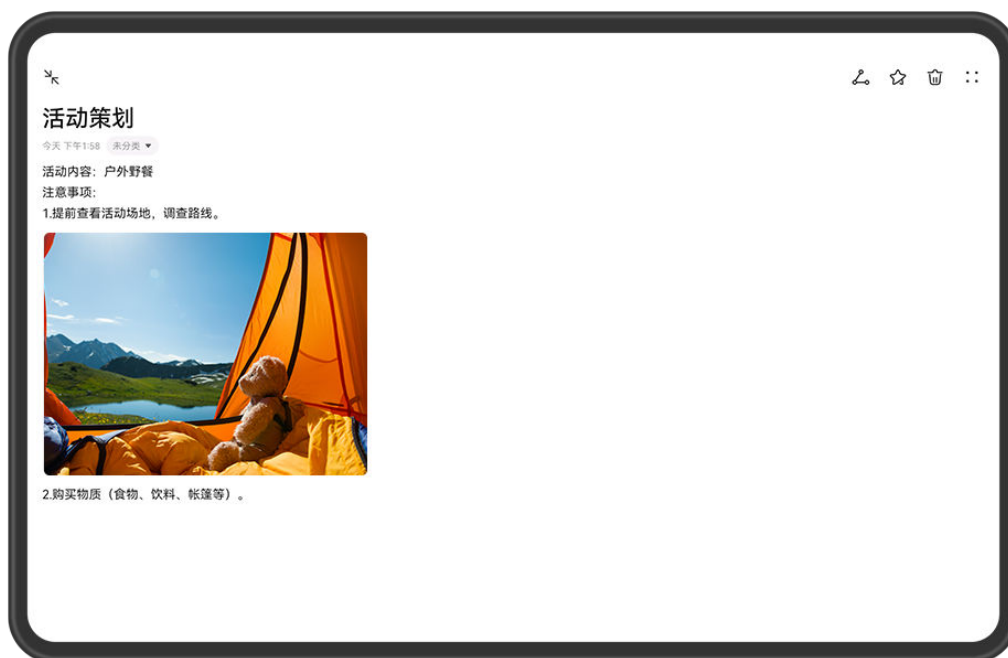 活动策划
今天 下午1:58 未分类
活动内容：户外野餐
注意事项：
1.提前查看活动场地，调查路线。
2.购买物质（食物、饮料、帐篷等）。